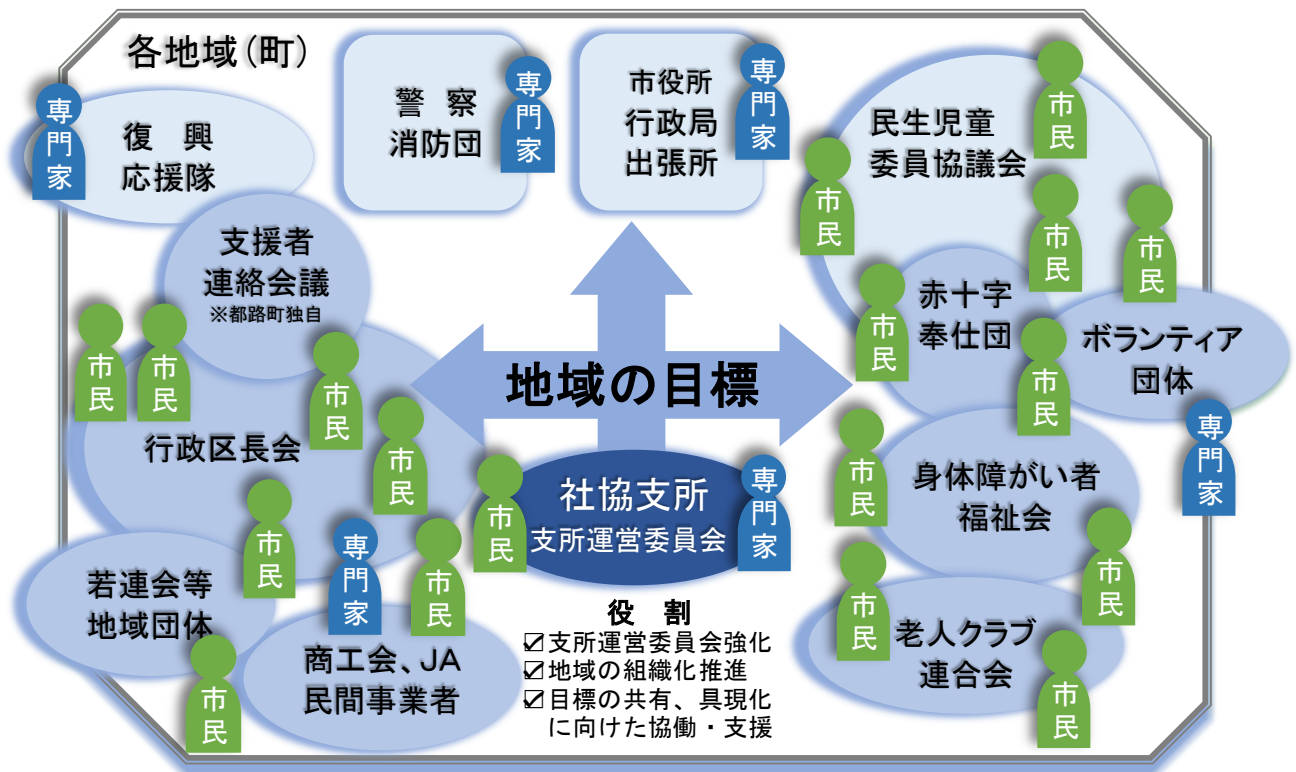 各地域（町）
専門家
復　興
応援隊
警　察
消防団
専門家
市役所
行政局
出張所
専門家
民生児童
委員協議会
市民
市民
市民
市民
支援者
連絡会議
※都路町独自
赤十字
奉仕団
市民
市民
ボランティア
団体
専門家
市民
市民
市民
市民
行政区長会
地域の目標
市民
身体障がい者
福祉会
市民
市民
社協支所
支所運営委員会
専門家
市民
若連会等
地域団体
市民
専門家
市民
商工会、JA
民間事業者
役　割
☑支所運営委員会強化
☑地域の組織化推進
☑目標の共有、具現化
に向けた協働・支援
市民
老人クラブ
連合会
市民